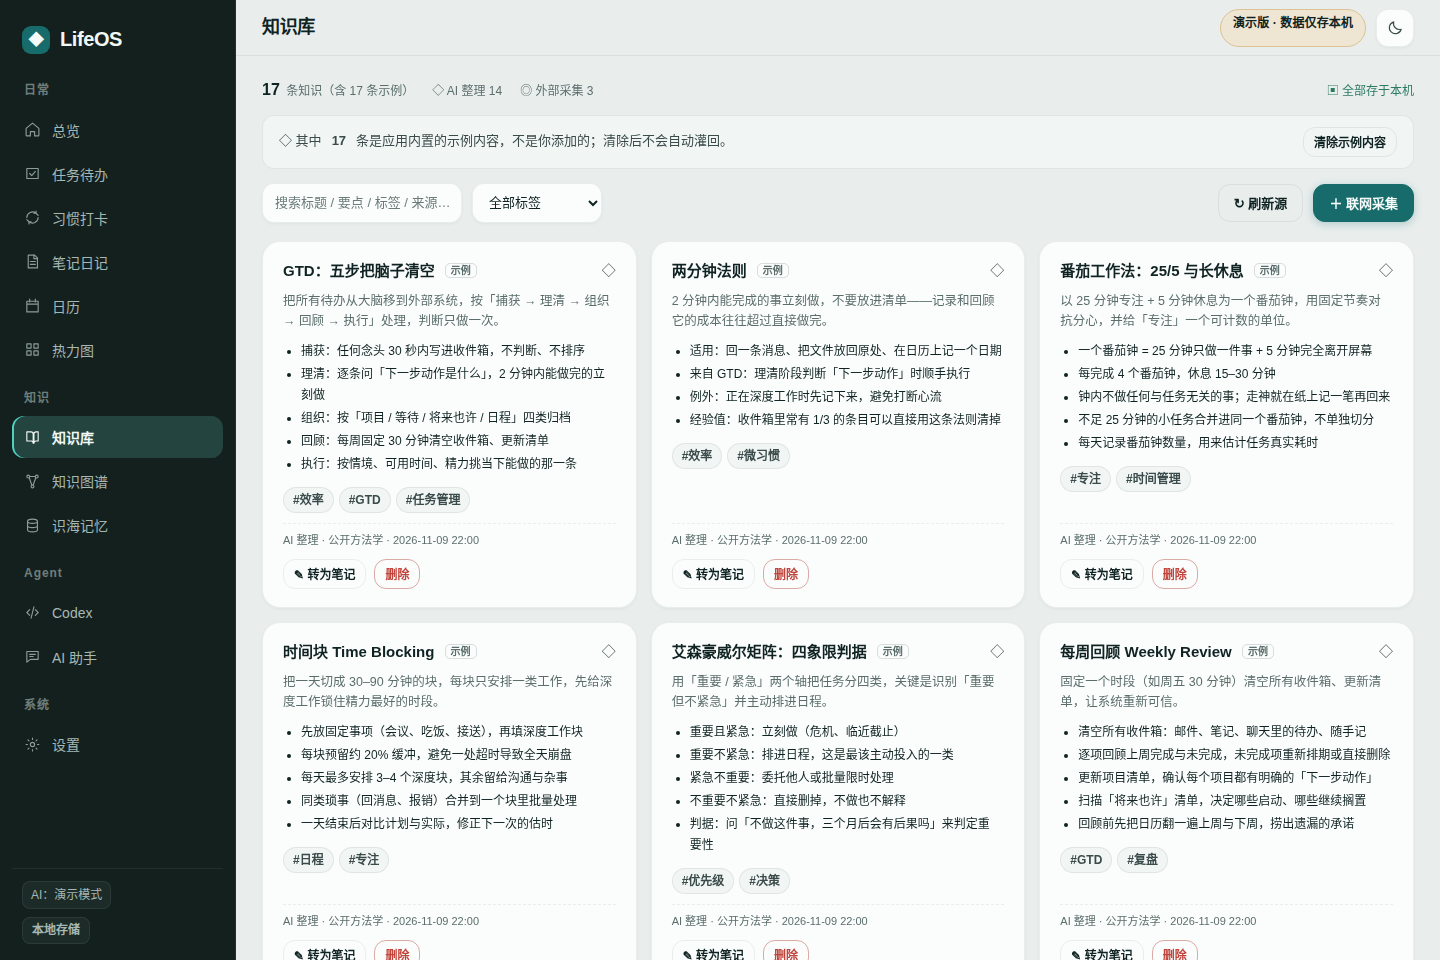 LifeOS
日常
总览
任务待办
习惯打卡
笔记日记
日历
热力图
知识
知识库
知识图谱
识海记忆
Agent
Codex
AI 助手
系统
设置
AI：演示模式
本地存储
知识库
演示版 · 数据仅存本机
17 条知识（含 17 条示例） ◇ AI 整理 14 ◎ 外部采集 3
▣ 全部存于本机
◇ 其中 17 条是应用内置的示例内容，不是你添加的；清除后不会自动灌回。
清除示例内容
搜索标题 / 要点 / 标签 / 来源…
全部标签
↻ 刷新源
＋ 联网采集
GTD：五步把脑子清空 示例 ◇
把所有待办从大脑移到外部系统，按「捕获 → 理清 → 组织
→ 回顾 → 执行」处理，判断只做一次。
• 捕获：任何念头 30 秒内写进收件箱，不判断、不排序
• 理清：逐条问「下一步动作是什么」，2 分钟内能做完的立
刻做
• 组织：按「项目 / 等待 / 将来也许 / 日程」四类归档
• 回顾：每周固定 30 分钟清空收件箱、更新清单
• 执行：按情境、可用时间、精力挑当下能做的那一条
#效率 #GTD #任务管理
AI 整理 · 公开方法学 · 2026-11-09 22:00
✎ 转为笔记 删除
两分钟法则 示例 ◇
2 分钟内能完成的事立刻做，不要放进清单——记录和回顾
它的成本往往超过直接做完。
• 适用：回一条消息、把文件放回原处、在日历上记一个日期
• 来自 GTD：理清阶段判断「下一步动作」时顺手执行
• 例外：正在深度工作时先记下来，避免打断心流
• 经验值：收件箱里常有 1/3 的条目可以直接用这条法则清掉
#效率 #微习惯
AI 整理 · 公开方法学 · 2026-11-09 22:00
✎ 转为笔记 删除
番茄工作法：25/5 与长休息 示例 ◇
以 25 分钟专注 + 5 分钟休息为一个番茄钟，用固定节奏对
抗分心，并给「专注」一个可计数的单位。
• 一个番茄钟 = 25 分钟只做一件事 + 5 分钟完全离开屏幕
• 每完成 4 个番茄钟，休息 15–30 分钟
• 钟内不做任何与任务无关的事；走神就在纸上记一笔再回来
• 不足 25 分钟的小任务合并进同一个番茄钟，不单独切分
• 每天记录番茄钟数量，用来估计任务真实耗时
#专注 #时间管理
AI 整理 · 公开方法学 · 2026-11-09 22:00
✎ 转为笔记 删除
时间块 Time Blocking 示例 ◇
把一天切成 30–90 分钟的块，每块只安排一类工作，先给深
度工作锁住精力最好的时段。
• 先放固定事项（会议、吃饭、接送），再填深度工作块
• 每块预留约 20% 缓冲，避免一处超时导致全天崩盘
• 每天最多安排 3–4 个深度块，其余留给沟通与杂事
• 同类琐事（回消息、报销）合并到一个块里批量处理
• 一天结束后对比计划与实际，修正下一次的估时
#日程 #专注
AI 整理 · 公开方法学 · 2026-11-09 22:00
✎ 转为笔记 删除
艾森豪威尔矩阵：四象限判据 示例 ◇
用「重要 / 紧急」两个轴把任务分四类，关键是识别「重要
但不紧急」并主动排进日程。
• 重要且紧急：立刻做（危机、临近截止）
• 重要不紧急：排进日程，这是最该主动投入的一类
• 紧急不重要：委托他人或批量限时处理
• 不重要不紧急：直接删掉，不做也不解释
• 判据：问「不做这件事，三个月后会有后果吗」来判定重
要性
#优先级 #决策
AI 整理 · 公开方法学 · 2026-11-09 22:00
✎ 转为笔记 删除
每周回顾 Weekly Review 示例 ◇
固定一个时段（如周五 30 分钟）清空所有收件箱、更新清
单，让系统重新可信。
• 清空所有收件箱：邮件、笔记、聊天里的待办、随手记
• 逐项回顾上周完成与未完成，未完成项重新排期或直接删除
• 更新项目清单，确认每个项目都有明确的「下一步动作」
• 扫描「将来也许」清单，决定哪些启动、哪些继续搁置
• 回顾前先把日历翻一遍上周与下周，捞出遗漏的承诺
#GTD #复盘
AI 整理 · 公开方法学 · 2026-11-09 22:00
✎ 转为笔记 删除